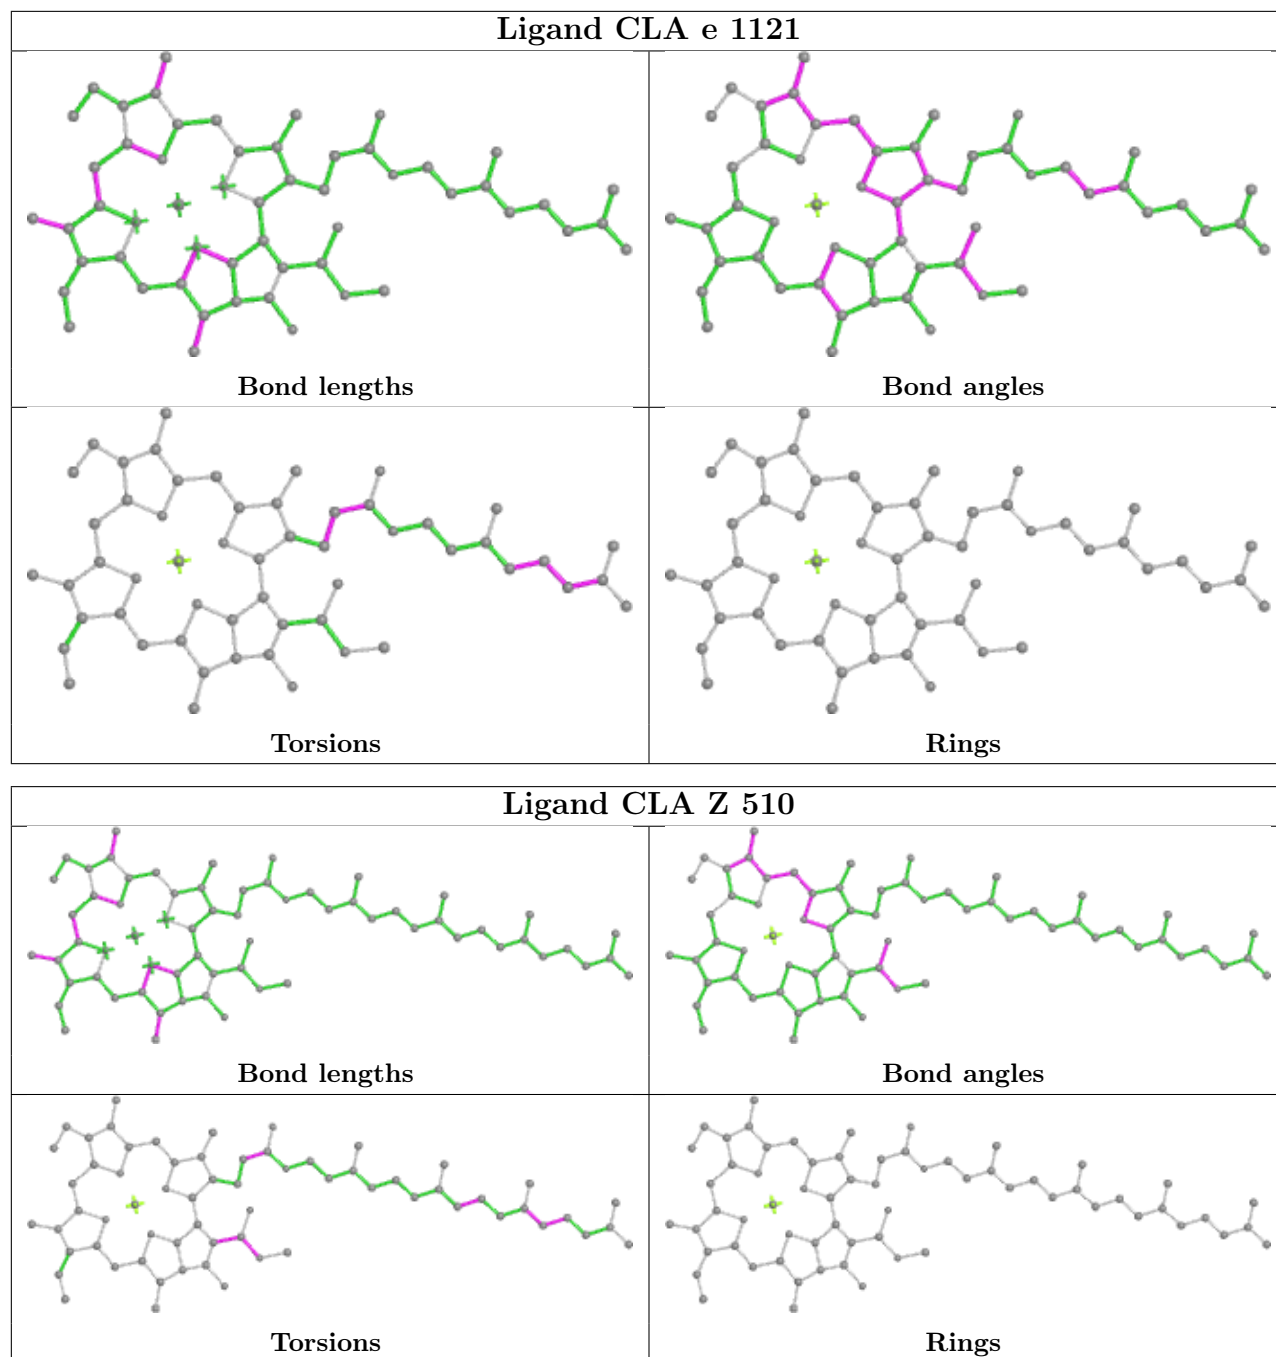 Ligand CLA e 1121
Bond lengths
Bond angles
Torsions
Rings
Ligand CLA Z 510
Bond lengths
Bond angles
Torsions
Rings